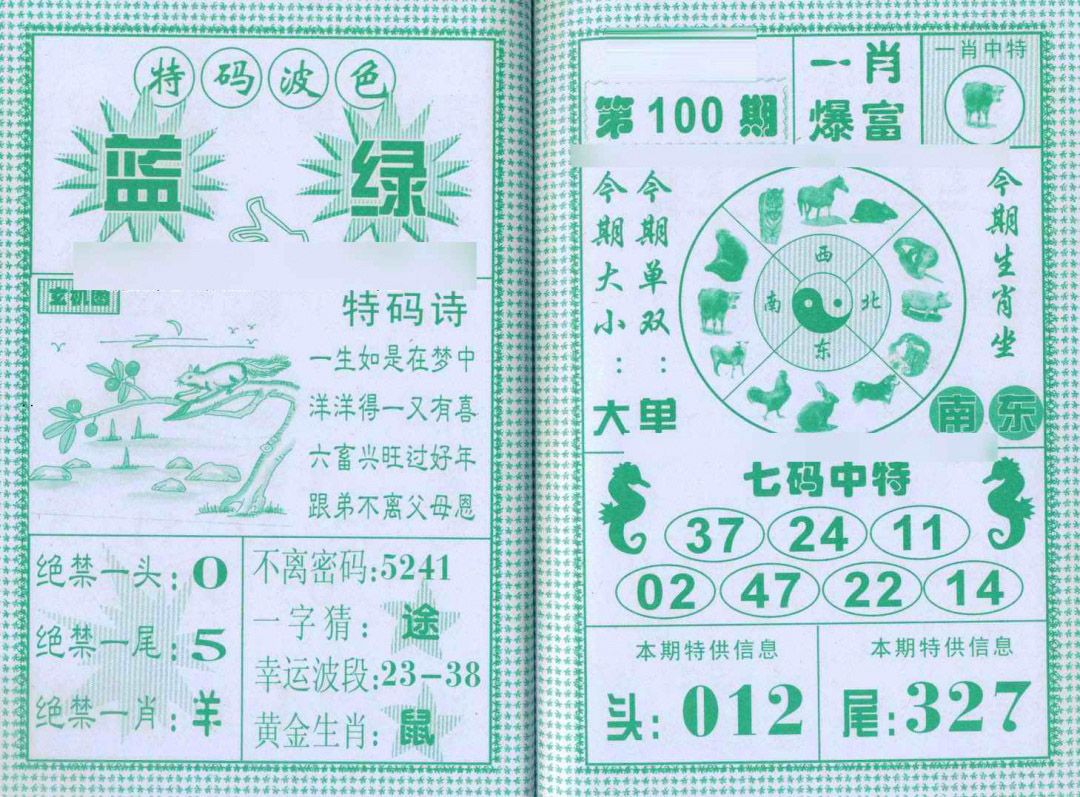 特码波色
蓝 绿
玄机图
特码诗
一生如是在梦中
洋洋得一又有喜
六畜兴旺过好年
跟弟不离父母恩
绝禁一头:0
绝禁一尾:5
绝禁一肖:羊
不离密码:5241
一字猜:途
幸运波段:23-38
黄金生肖:鼠
第100期
一肖
爆富
一肖中特
今期大小:
大
今期单双:
单
西
南 北
东
今期生肖坐
南东
七码中特
37 24 11
02 47 22 14
本期特供信息
头:012
本期特供信息
尾:327